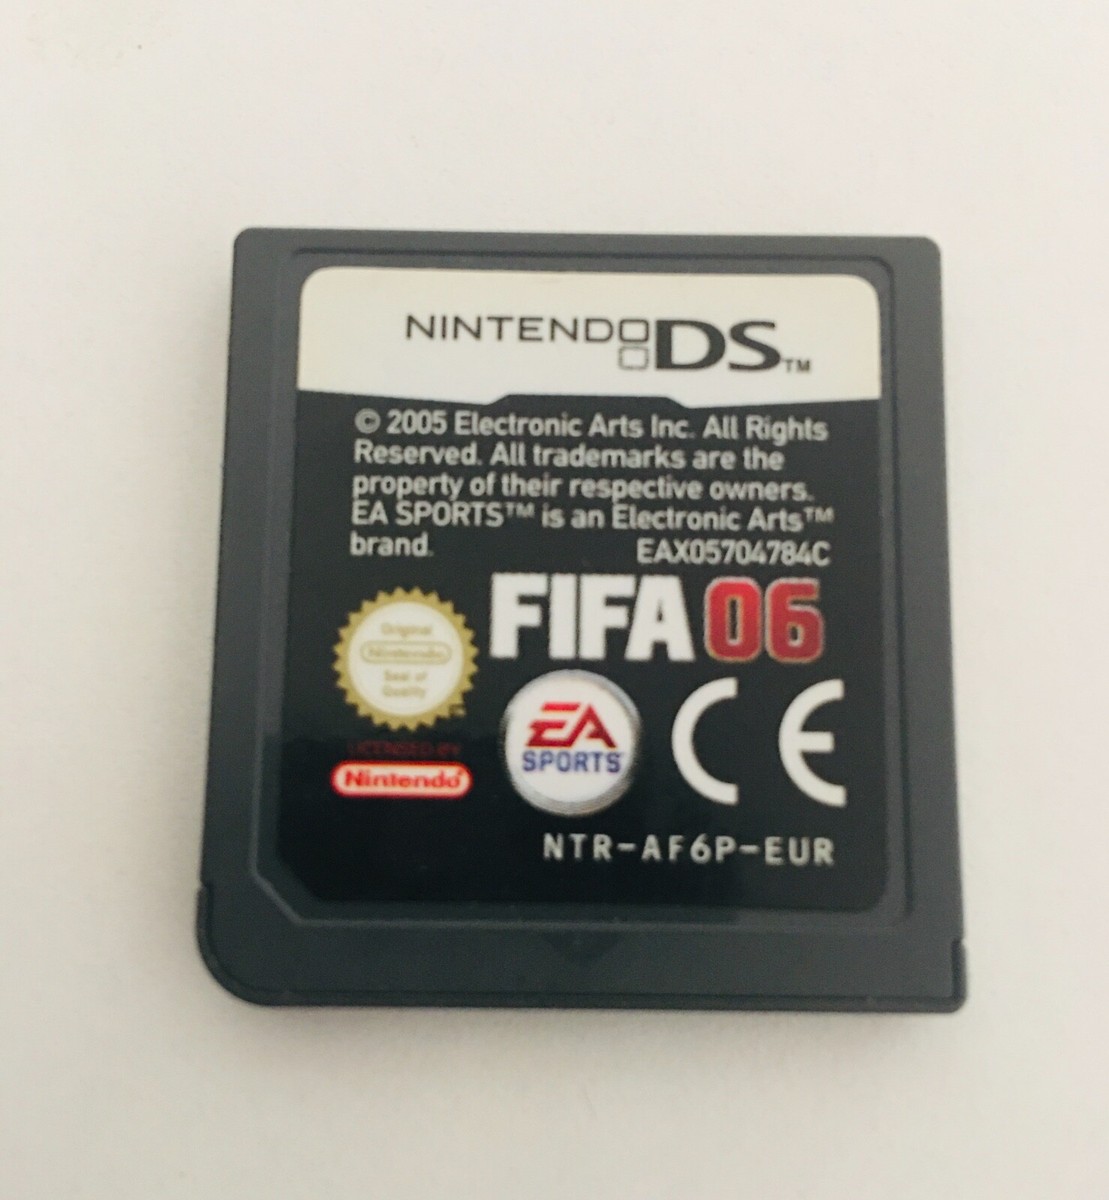 NINTENDO DS™
© 2005 Electronic Arts Inc. All Rights
Reserved. All trademarks are the
property of their respective owners.
EA SPORTS™ is an Electronic Arts™
brand.
EAX05704784C
FIFA 06
Original
Nintendo
Seal of
Quality
LICENSED BY
Nintendo
EA
SPORTS
CE
NTR-AF6P-EUR